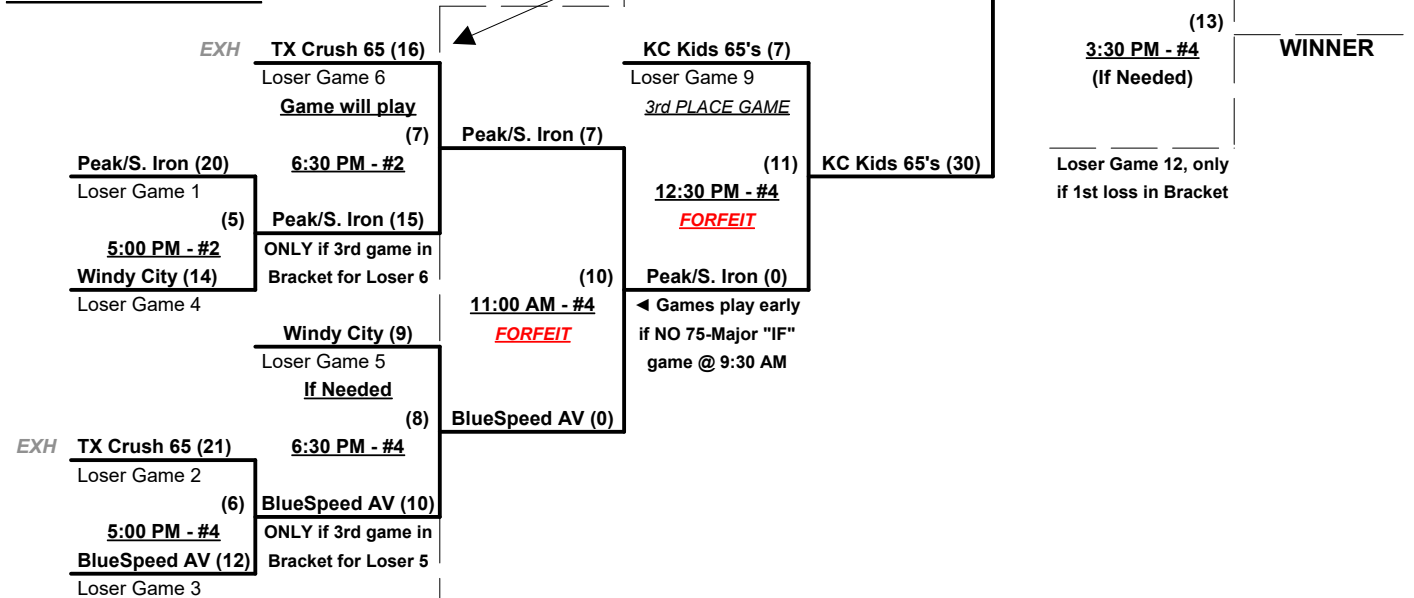 (13)
EXH TX Crush 65 (16) KC Kids 65's (7) 3:30 PM - #4 WINNER
Loser Game 6 Loser Game 9 (If Needed)
Game will play 3rd PLACE GAME
(7) Peak/S. Iron (7)
Peak/S. Iron (20) 6:30 PM - #2 (11) KC Kids 65's (30) Loser Game 12, only
Loser Game 1 12:30 PM - #4 if 1st loss in Bracket
(5) Peak/S. Iron (15) FORFEIT
5:00 PM - #2 ONLY if 3rd game in
Windy City (14) Bracket for Loser 6 (10) Peak/S. Iron (0)
Loser Game 4 11:00 AM - #4 ◄ Games play early
Windy City (9) FORFEIT if NO 75-Major "IF"
Loser Game 5 game @ 9:30 AM
If Needed
(8) BlueSpeed AV (0)
EXH TX Crush 65 (21) 6:30 PM - #4
Loser Game 2
(6) BlueSpeed AV (10)
5:00 PM - #4 ONLY if 3rd game in
BlueSpeed AV (12) Bracket for Loser 5
Loser Game 3